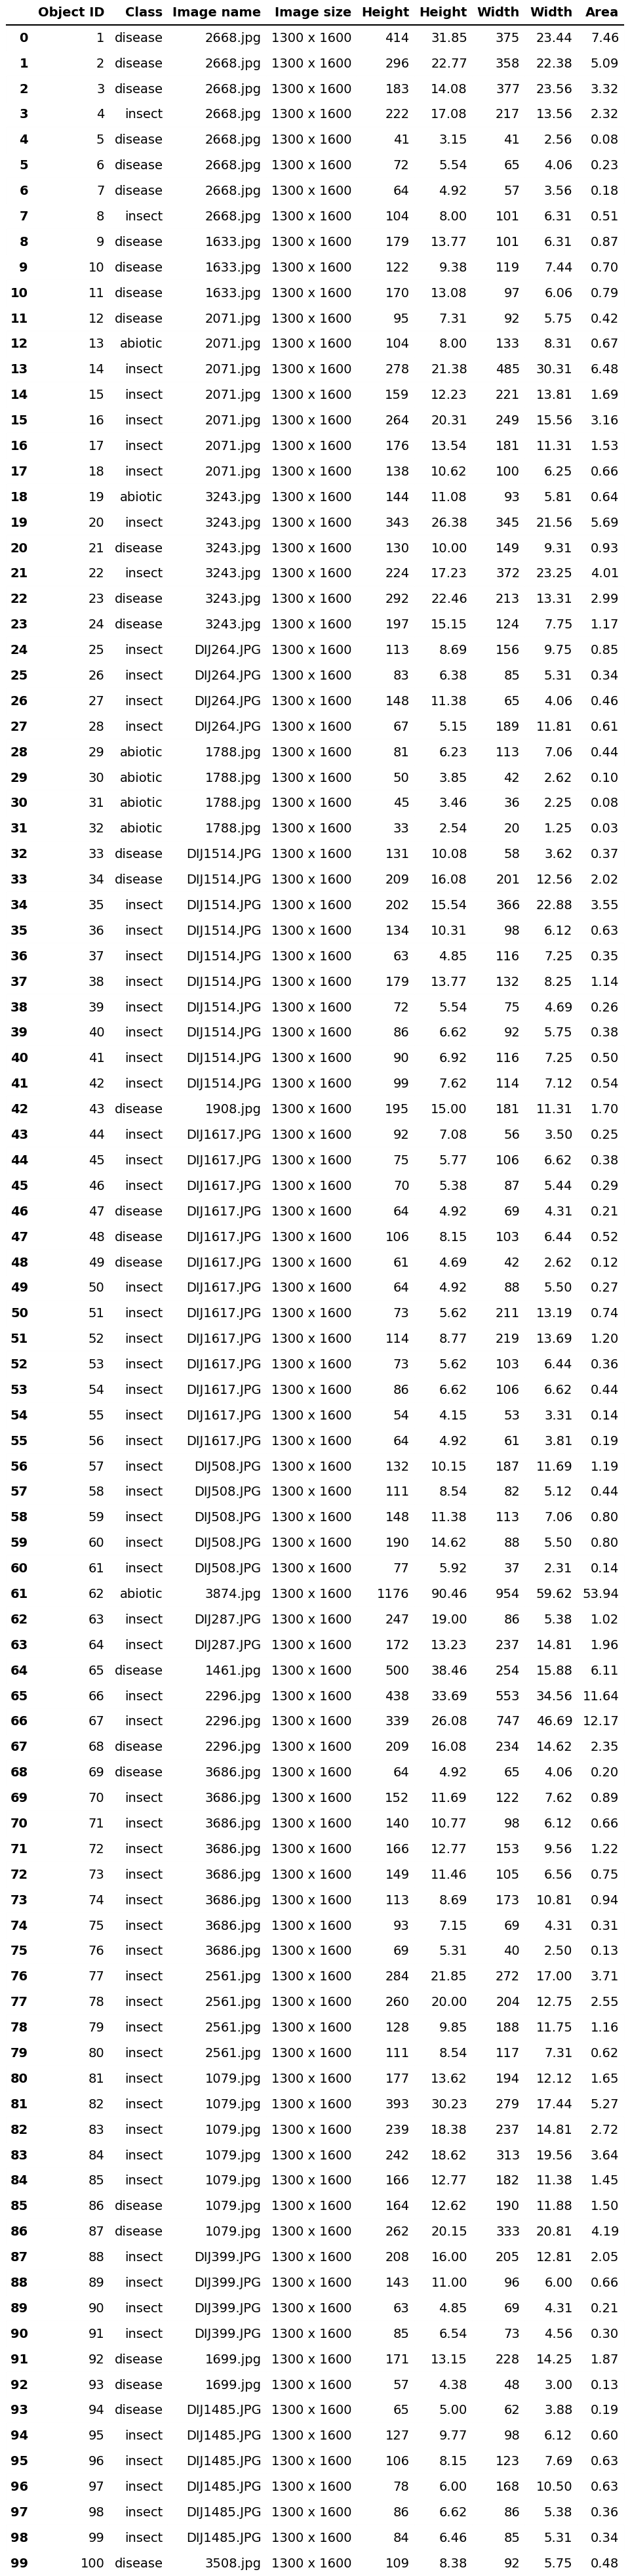 Object ID Class Image name Image size Height Height Width Width Area
0 1 disease 2668.jpg 1300 x 1600 414 31.85 375 23.44 7.46
1 2 disease 2668.jpg 1300 x 1600 296 22.77 358 22.38 5.09
2 3 disease 2668.jpg 1300 x 1600 183 14.08 377 23.56 3.32
3 4 insect 2668.jpg 1300 x 1600 222 17.08 217 13.56 2.32
4 5 disease 2668.jpg 1300 x 1600 41 3.15 41 2.56 0.08
5 6 disease 2668.jpg 1300 x 1600 72 5.54 65 4.06 0.23
6 7 disease 2668.jpg 1300 x 1600 64 4.92 57 3.56 0.18
7 8 insect 2668.jpg 1300 x 1600 104 8.00 101 6.31 0.51
8 9 disease 1633.jpg 1300 x 1600 179 13.77 101 6.31 0.87
9 10 disease 1633.jpg 1300 x 1600 122 9.38 119 7.44 0.70
10 11 disease 1633.jpg 1300 x 1600 170 13.08 97 6.06 0.79
11 12 disease 2071.jpg 1300 x 1600 95 7.31 92 5.75 0.42
12 13 abiotic 2071.jpg 1300 x 1600 104 8.00 133 8.31 0.67
13 14 insect 2071.jpg 1300 x 1600 278 21.38 485 30.31 6.48
14 15 insect 2071.jpg 1300 x 1600 159 12.23 221 13.81 1.69
15 16 insect 2071.jpg 1300 x 1600 264 20.31 249 15.56 3.16
16 17 insect 2071.jpg 1300 x 1600 176 13.54 181 11.31 1.53
17 18 insect 2071.jpg 1300 x 1600 138 10.62 100 6.25 0.66
18 19 abiotic 3243.jpg 1300 x 1600 144 11.08 93 5.81 0.64
19 20 insect 3243.jpg 1300 x 1600 343 26.38 345 21.56 5.69
20 21 disease 3243.jpg 1300 x 1600 130 10.00 149 9.31 0.93
21 22 insect 3243.jpg 1300 x 1600 224 17.23 372 23.25 4.01
22 23 disease 3243.jpg 1300 x 1600 292 22.46 213 13.31 2.99
23 24 disease 3243.jpg 1300 x 1600 197 15.15 124 7.75 1.17
24 25 insect DIJ264.JPG 1300 x 1600 113 8.69 156 9.75 0.85
25 26 insect DIJ264.JPG 1300 x 1600 83 6.38 85 5.31 0.34
26 27 insect DIJ264.JPG 1300 x 1600 148 11.38 65 4.06 0.46
27 28 insect DIJ264.JPG 1300 x 1600 67 5.15 189 11.81 0.61
28 29 abiotic 1788.jpg 1300 x 1600 81 6.23 113 7.06 0.44
29 30 abiotic 1788.jpg 1300 x 1600 50 3.85 42 2.62 0.10
30 31 abiotic 1788.jpg 1300 x 1600 45 3.46 36 2.25 0.08
31 32 abiotic 1788.jpg 1300 x 1600 33 2.54 20 1.25 0.03
32 33 disease DIJ1514.JPG 1300 x 1600 131 10.08 58 3.62 0.37
33 34 disease DIJ1514.JPG 1300 x 1600 209 16.08 201 12.56 2.02
34 35 insect DIJ1514.JPG 1300 x 1600 202 15.54 366 22.88 3.55
35 36 insect DIJ1514.JPG 1300 x 1600 134 10.31 98 6.12 0.63
36 37 insect DIJ1514.JPG 1300 x 1600 63 4.85 116 7.25 0.35
37 38 insect DIJ1514.JPG 1300 x 1600 179 13.77 132 8.25 1.14
38 39 insect DIJ1514.JPG 1300 x 1600 72 5.54 75 4.69 0.26
39 40 insect DIJ1514.JPG 1300 x 1600 86 6.62 92 5.75 0.38
40 41 insect DIJ1514.JPG 1300 x 1600 90 6.92 116 7.25 0.50
41 42 insect DIJ1514.JPG 1300 x 1600 99 7.62 114 7.12 0.54
42 43 disease 1908.jpg 1300 x 1600 195 15.00 181 11.31 1.70
43 44 insect DIJ1617.JPG 1300 x 1600 92 7.08 56 3.50 0.25
44 45 insect DIJ1617.JPG 1300 x 1600 75 5.77 106 6.62 0.38
45 46 insect DIJ1617.JPG 1300 x 1600 70 5.38 87 5.44 0.29
46 47 disease DIJ1617.JPG 1300 x 1600 64 4.92 69 4.31 0.21
47 48 disease DIJ1617.JPG 1300 x 1600 106 8.15 103 6.44 0.52
48 49 disease DIJ1617.JPG 1300 x 1600 61 4.69 42 2.62 0.12
49 50 insect DIJ1617.JPG 1300 x 1600 64 4.92 88 5.50 0.27
50 51 insect DIJ1617.JPG 1300 x 1600 73 5.62 211 13.19 0.74
51 52 insect DIJ1617.JPG 1300 x 1600 114 8.77 219 13.69 1.20
52 53 insect DIJ1617.JPG 1300 x 1600 73 5.62 103 6.44 0.36
53 54 insect DIJ1617.JPG 1300 x 1600 86 6.62 106 6.62 0.44
54 55 insect DIJ1617.JPG 1300 x 1600 54 4.15 53 3.31 0.14
55 56 insect DIJ1617.JPG 1300 x 1600 64 4.92 61 3.81 0.19
56 57 insect DIJ508.JPG 1300 x 1600 132 10.15 187 11.69 1.19
57 58 insect DIJ508.JPG 1300 x 1600 111 8.54 82 5.12 0.44
58 59 insect DIJ508.JPG 1300 x 1600 148 11.38 113 7.06 0.80
59 60 insect DIJ508.JPG 1300 x 1600 190 14.62 88 5.50 0.80
60 61 insect DIJ508.JPG 1300 x 1600 77 5.92 37 2.31 0.14
61 62 abiotic 3874.jpg 1300 x 1600 1176 90.46 954 59.62 53.94
62 63 insect DIJ287.JPG 1300 x 1600 247 19.00 86 5.38 1.02
63 64 insect DIJ287.JPG 1300 x 1600 172 13.23 237 14.81 1.96
64 65 disease 1461.jpg 1300 x 1600 500 38.46 254 15.88 6.11
65 66 insect 2296.jpg 1300 x 1600 438 33.69 553 34.56 11.64
66 67 insect 2296.jpg 1300 x 1600 339 26.08 747 46.69 12.17
67 68 disease 2296.jpg 1300 x 1600 209 16.08 234 14.62 2.35
68 69 disease 3686.jpg 1300 x 1600 64 4.92 65 4.06 0.20
69 70 insect 3686.jpg 1300 x 1600 152 11.69 122 7.62 0.89
70 71 insect 3686.jpg 1300 x 1600 140 10.77 98 6.12 0.66
71 72 insect 3686.jpg 1300 x 1600 166 12.77 153 9.56 1.22
72 73 insect 3686.jpg 1300 x 1600 149 11.46 105 6.56 0.75
73 74 insect 3686.jpg 1300 x 1600 113 8.69 173 10.81 0.94
74 75 insect 3686.jpg 1300 x 1600 93 7.15 69 4.31 0.31
75 76 insect 3686.jpg 1300 x 1600 69 5.31 40 2.50 0.13
76 77 insect 2561.jpg 1300 x 1600 284 21.85 272 17.00 3.71
77 78 insect 2561.jpg 1300 x 1600 260 20.00 204 12.75 2.55
78 79 insect 2561.jpg 1300 x 1600 128 9.85 188 11.75 1.16
79 80 insect 2561.jpg 1300 x 1600 111 8.54 117 7.31 0.62
80 81 insect 1079.jpg 1300 x 1600 177 13.62 194 12.12 1.65
81 82 insect 1079.jpg 1300 x 1600 393 30.23 279 17.44 5.27
82 83 insect 1079.jpg 1300 x 1600 239 18.38 237 14.81 2.72
83 84 insect 1079.jpg 1300 x 1600 242 18.62 313 19.56 3.64
84 85 insect 1079.jpg 1300 x 1600 166 12.77 182 11.38 1.45
85 86 disease 1079.jpg 1300 x 1600 164 12.62 190 11.88 1.50
86 87 disease 1079.jpg 1300 x 1600 262 20.15 333 20.81 4.19
87 88 insect DIJ399.JPG 1300 x 1600 208 16.00 205 12.81 2.05
88 89 insect DIJ399.JPG 1300 x 1600 143 11.00 96 6.00 0.66
89 90 insect DIJ399.JPG 1300 x 1600 63 4.85 69 4.31 0.21
90 91 insect DIJ399.JPG 1300 x 1600 85 6.54 73 4.56 0.30
91 92 disease 1699.jpg 1300 x 1600 171 13.15 228 14.25 1.87
92 93 disease 1699.jpg 1300 x 1600 57 4.38 48 3.00 0.13
93 94 disease DIJ1485.JPG 1300 x 1600 65 5.00 62 3.88 0.19
94 95 insect DIJ1485.JPG 1300 x 1600 127 9.77 98 6.12 0.60
95 96 insect DIJ1485.JPG 1300 x 1600 106 8.15 123 7.69 0.63
96 97 insect DIJ1485.JPG 1300 x 1600 78 6.00 168 10.50 0.63
97 98 insect DIJ1485.JPG 1300 x 1600 86 6.62 86 5.38 0.36
98 99 insect DIJ1485.JPG 1300 x 1600 84 6.46 85 5.31 0.34
99 100 disease 3508.jpg 1300 x 1600 109 8.38 92 5.75 0.48